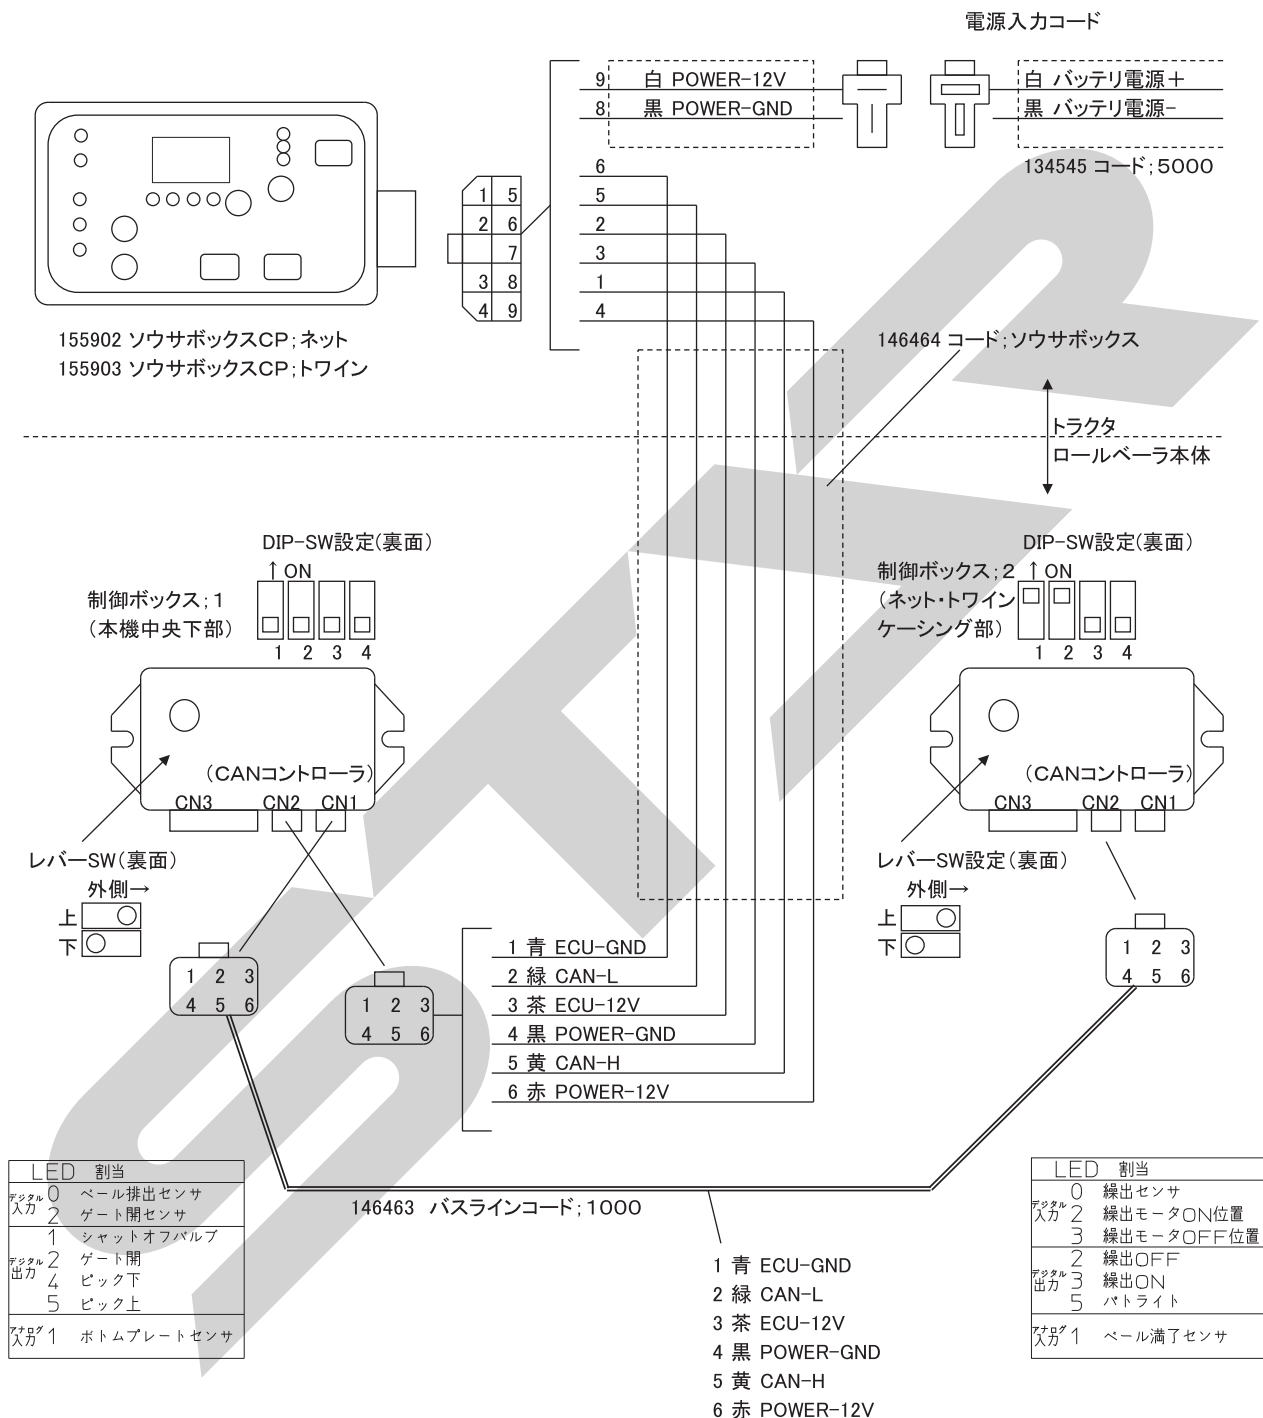 電源入力コード
9 白 POWER-12V
8 黒 POWER-GND
白 バッテリ電源+
黒 バッテリ電源-
134545 コード;5000
6
5
2
3
1
4
1 5
2 6
7
3 8
4 9
155902 ソウサボックスCP;ネット
155903 ソウサボックスCP;トワイン
146464 コード;ソウサボックス
トラクタ
ロールベーラ本体
DIP-SW設定(裏面)
↑ON
制御ボックス;1
(本機中央下部)
1 2 3 4
DIP-SW設定(裏面)
制御ボックス;2 ↑ON
(ネット・トワイン
ケーシング部)
1 2 3 4
(CANコントローラ)
CN3 CN2 CN1
(CANコントローラ)
CN3 CN2 CN1
レバーSW(裏面)
外側→
上
下
レバーSW設定(裏面)
外側→
上
下
1 2 3
4 5 6
1 2 3
4 5 6
1 2 3
4 5 6
1 青 ECU-GND
2 緑 CAN-L
3 茶 ECU-12V
4 黒 POWER-GND
5 黄 CAN-H
6 赤 POWER-12V
LED 割当
デジタル入力 0 ベール排出センサ
2 ゲート開センサ
デジタル出力 1 シャットオフバルブ
2 ゲート開
4 ピック下
5 ピック上
アナログ入力 1 ボトムプレートセンサ
146463 バスラインコード;1000
1 青 ECU-GND
2 緑 CAN-L
3 茶 ECU-12V
4 黒 POWER-GND
5 黄 CAN-H
6 赤 POWER-12V
LED 割当
デジタル入力 0 繰出センサ
2 繰出モータON位置
3 繰出モータOFF位置
デジタル出力 2 繰出OFF
3 繰出ON
5 パトライト
アナログ入力 1 ベール満了センサ
STAR